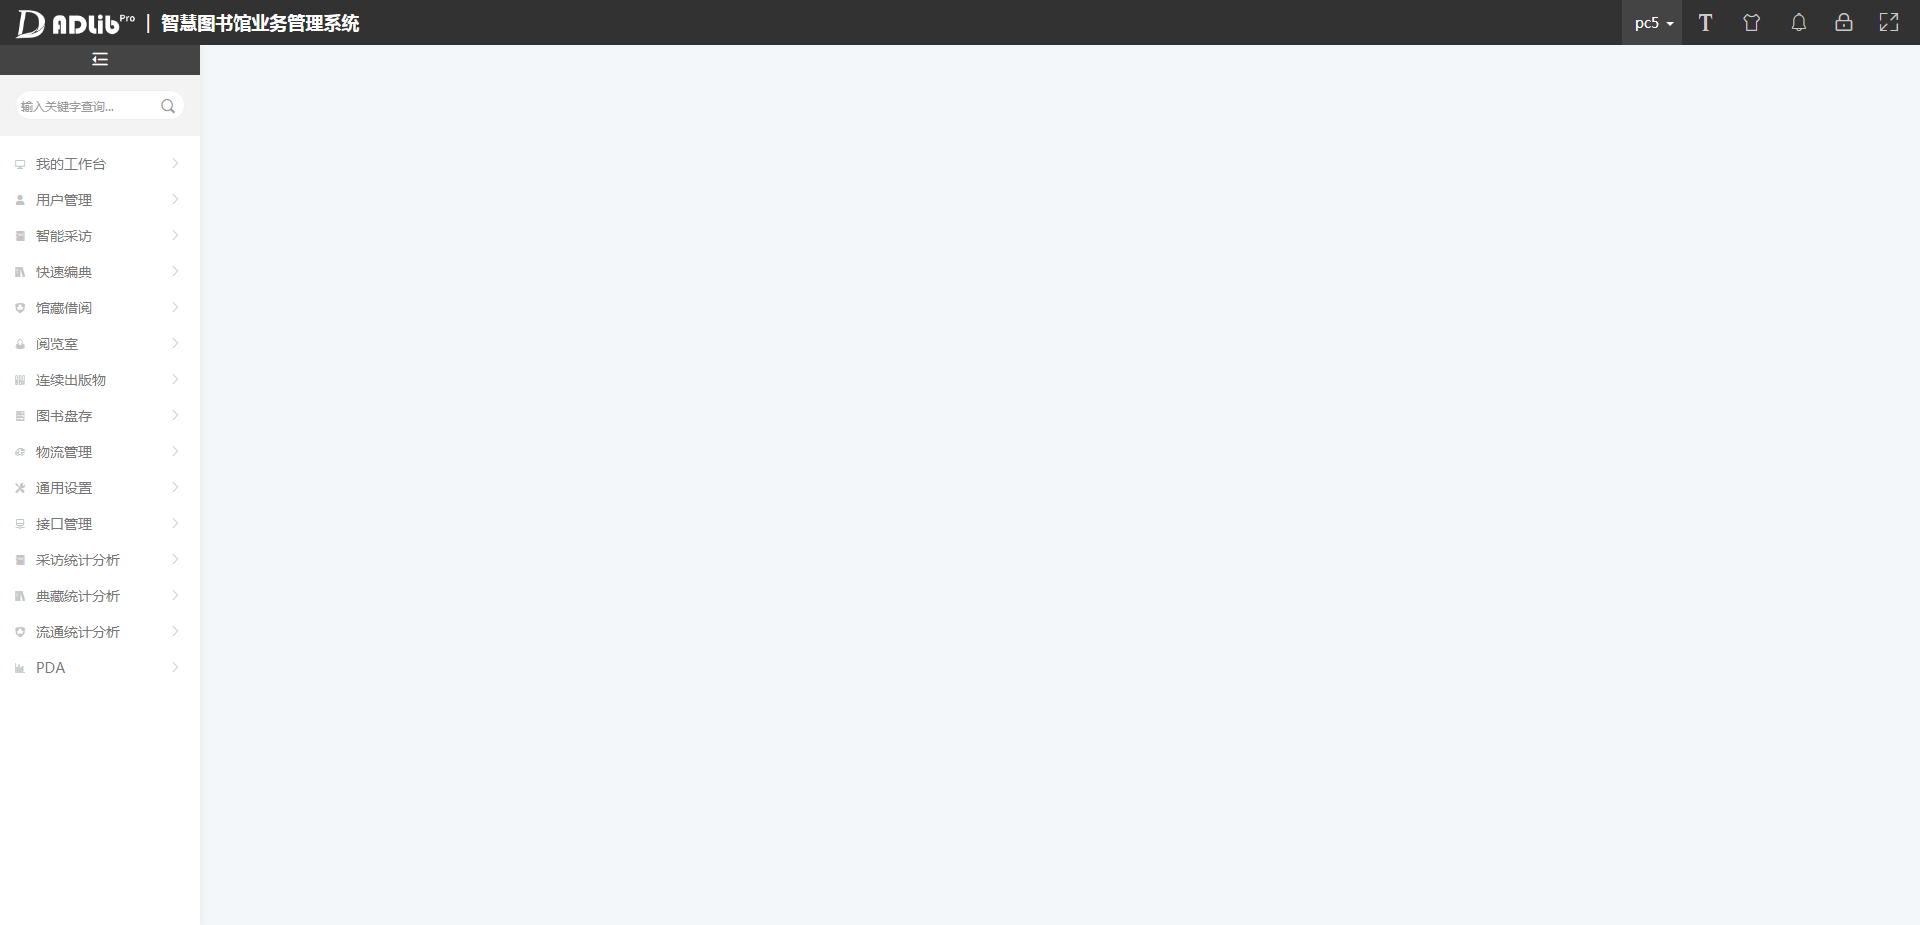 ADLib Pro | 智慧图书馆业务管理系统
pc5
T
输入关键字查询...
我的工作台
用户管理
智能采访
快速编典
馆藏借阅
阅览室
连续出版物
图书盘存
物流管理
通用设置
接口管理
采访统计分析
典藏统计分析
流通统计分析
PDA